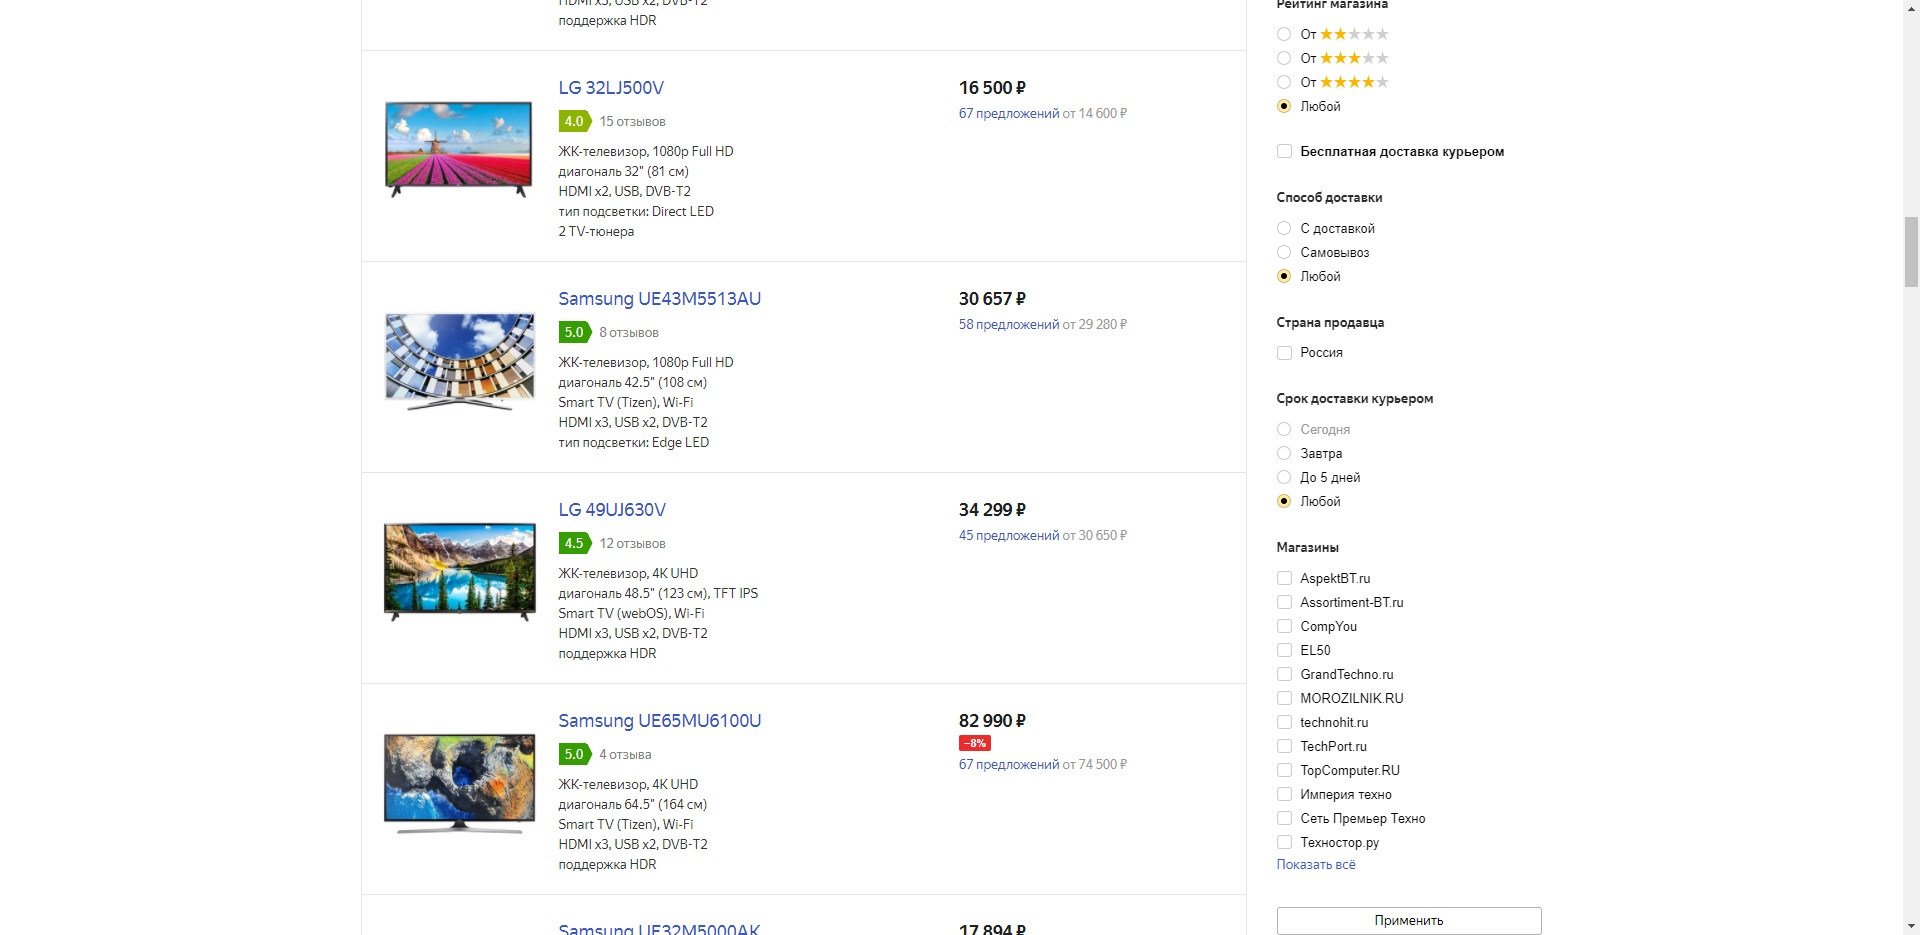 HDMI x3, USB x2, DVB-T2
поддержка HDR
LG 32LJ500V
4.0 15 отзывов
ЖК-телевизор, 1080p Full HD
диагональ 32" (81 см)
HDMI x2, USB, DVB-T2
тип подсветки: Direct LED
2 TV-тюнера
16 500 ₽
67 предложений от 14 600 ₽
Samsung UE43M5513AU
5.0 8 отзывов
ЖК-телевизор, 1080p Full HD
диагональ 42.5" (108 см)
Smart TV (Tizen), Wi-Fi
HDMI x3, USB x2, DVB-T2
тип подсветки: Edge LED
30 657 ₽
58 предложений от 29 280 ₽
LG 49UJ630V
4.5 12 отзывов
ЖК-телевизор, 4K UHD
диагональ 48.5" (123 см), TFT IPS
Smart TV (webOS), Wi-Fi
HDMI x3, USB x2, DVB-T2
поддержка HDR
34 299 ₽
45 предложений от 30 650 ₽
Samsung UE65MU6100U
5.0 4 отзыва
ЖК-телевизор, 4K UHD
диагональ 64.5" (164 см)
Smart TV (Tizen), Wi-Fi
HDMI x3, USB x2, DVB-T2
поддержка HDR
82 990 ₽
−8%
67 предложений от 74 500 ₽
Samsung UE32M5000AK
17 894 ₽
Рейтинг магазина
От
От
От
Любой
Бесплатная доставка курьером
Способ доставки
С доставкой
Самовывоз
Любой
Страна продавца
Россия
Срок доставки курьером
Сегодня
Завтра
До 5 дней
Любой
Магазины
AspektBT.ru
Assortiment-BT.ru
CompYou
EL50
GrandTechno.ru
MOROZILNIK.RU
technohit.ru
TechPort.ru
TopComputer.RU
Империя техно
Сеть Премьер Техно
Техностор.ру
Показать всё
Применить